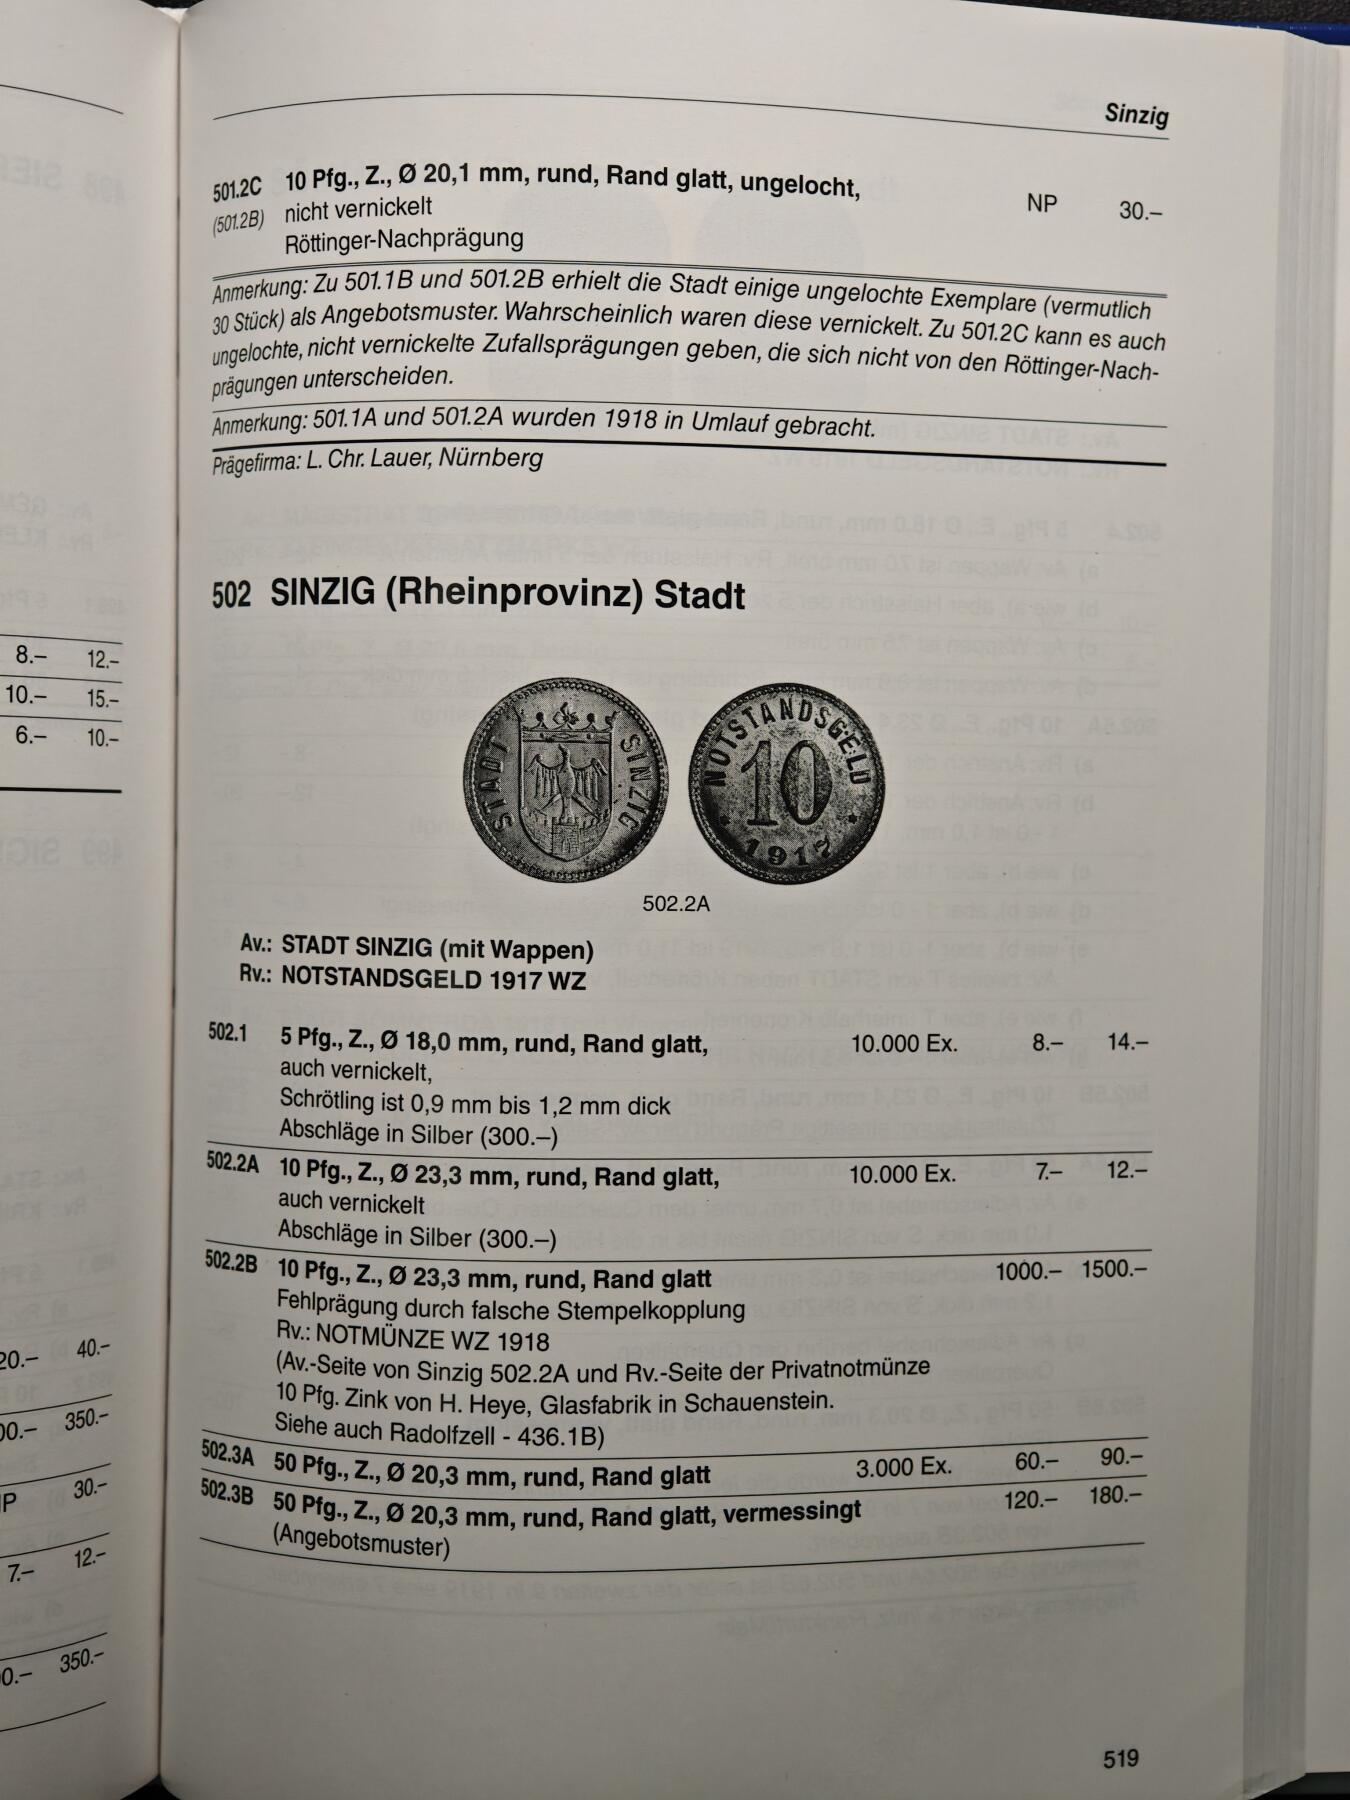 Sinzig
501.2C 10 Pfg., Z., Ø 20,1 mm, rund, Rand glatt, ungelocht, NP 30.–
(501.2B) nicht vernickelt
Röttinger-Nachprägung
Anmerkung: Zu 501.1B und 501.2B erhielt die Stadt einige ungelochte Exemplare (vermutlich
30 Stück) als Angebotsmuster. Wahrscheinlich waren diese vernickelt. Zu 501.2C kann es auch
ungelochte, nicht vernickelte Zufallsprägungen geben, die sich nicht von den Röttinger-Nach-
prägungen unterscheiden.
Anmerkung: 501.1A und 501.2A wurden 1918 in Umlauf gebracht.
Prägefirma: L. Chr. Lauer, Nürnberg
502 SINZIG (Rheinprovinz) Stadt
STADT SINZIG
NOTSTANDSGELD
10
1917
502.2A
Av.: STADT SINZIG (mit Wappen)
Rv.: NOTSTANDSGELD 1917 WZ
502.1 5 Pfg., Z., Ø 18,0 mm, rund, Rand glatt, 10.000 Ex. 8.– 14.–
auch vernickelt,
Schrötling ist 0,9 mm bis 1,2 mm dick
Abschläge in Silber (300.–)
502.2A 10 Pfg., Z., Ø 23,3 mm, rund, Rand glatt, 10.000 Ex. 7.– 12.–
auch vernickelt
Abschläge in Silber (300.–)
502.2B 10 Pfg., Z., Ø 23,3 mm, rund, Rand glatt 1000.– 1500.–
Fehlprägung durch falsche Stempelkopplung
Rv.: NOTMÜNZE WZ 1918
(Av.-Seite von Sinzig 502.2A und Rv.-Seite der Privatnotmünze
10 Pfg. Zink von H. Heye, Glasfabrik in Schauenstein.
Siehe auch Radolfzell - 436.1B)
502.3A 50 Pfg., Z., Ø 20,3 mm, rund, Rand glatt 3.000 Ex. 60.– 90.–
502.3B 50 Pfg., Z., Ø 20,3 mm, rund, Rand glatt, vermessingt 120.– 180.–
(Angebotsmuster)
519
8.– 12.–
10.– 15.–
6.– 10.–
40.–
350.–
30.–
7.– 12.–
350.–